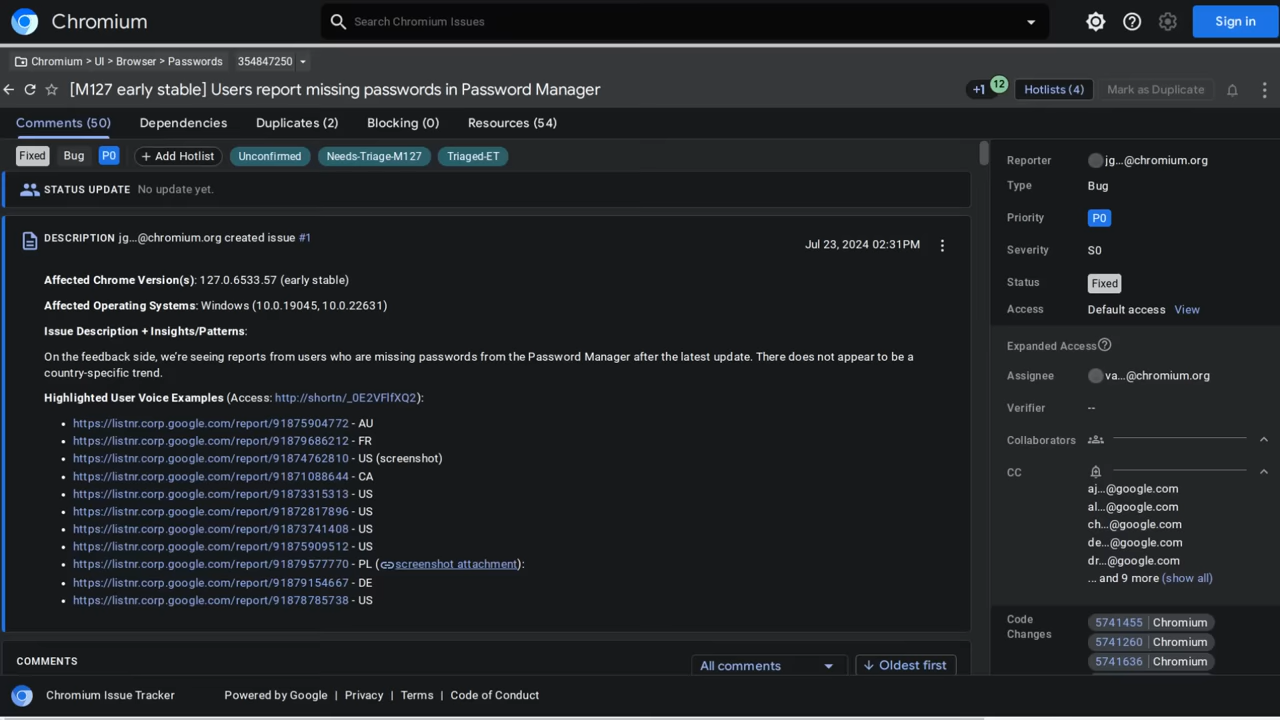 Chromium
Search Chromium Issues
Sign in
Chromium > UI > Browser > Passwords
354847250
[M127 early stable] Users report missing passwords in Password Manager
+1 12
Hotlists (4)
Mark as Duplicate
Comments (50)
Dependencies
Duplicates (2)
Blocking (0)
Resources (54)
Fixed
Bug
P0
+ Add Hotlist
Unconfirmed
Needs-Triage-M127
Triaged-ET
STATUS UPDATE No update yet.
DESCRIPTION jg...@chromium.org created issue #1
Jul 23, 2024 02:31PM
Affected Chrome Version(s): 127.0.6533.57 (early stable)
Affected Operating Systems: Windows (10.0.19045, 10.0.22631)
Issue Description + Insights/Patterns:
On the feedback side, we're seeing reports from users who are missing passwords from the Password Manager after the latest update. There does not appear to be a
country-specific trend.
Highlighted User Voice Examples (Access: http://shortn/_0E2VFlfXQ2):
• https://listnr.corp.google.com/report/91875904772 - AU
• https://listnr.corp.google.com/report/91879686212 - FR
• https://listnr.corp.google.com/report/91874762810 - US (screenshot)
• https://listnr.corp.google.com/report/91871088644 - CA
• https://listnr.corp.google.com/report/91873315313 - US
• https://listnr.corp.google.com/report/91872817896 - US
• https://listnr.corp.google.com/report/91873741408 - US
• https://listnr.corp.google.com/report/91875909512 - US
• https://listnr.corp.google.com/report/91879577770 - PL (screenshot attachment):
• https://listnr.corp.google.com/report/91879154667 - DE
• https://listnr.corp.google.com/report/91878785738 - US
COMMENTS
All comments
Oldest first
Reporter jg...@chromium.org
Type Bug
Priority P0
Severity S0
Status Fixed
Access Default access View
Expanded Access
Assignee va...@chromium.org
Verifier --
Collaborators
CC
aj...@google.com
al...@google.com
ch...@google.com
de...@google.com
dr...@google.com
... and 9 more (show all)
Code
Changes
5741455 | Chromium
5741260 | Chromium
5741636 | Chromium
Chromium Issue Tracker
Powered by Google | Privacy | Terms | Code of Conduct